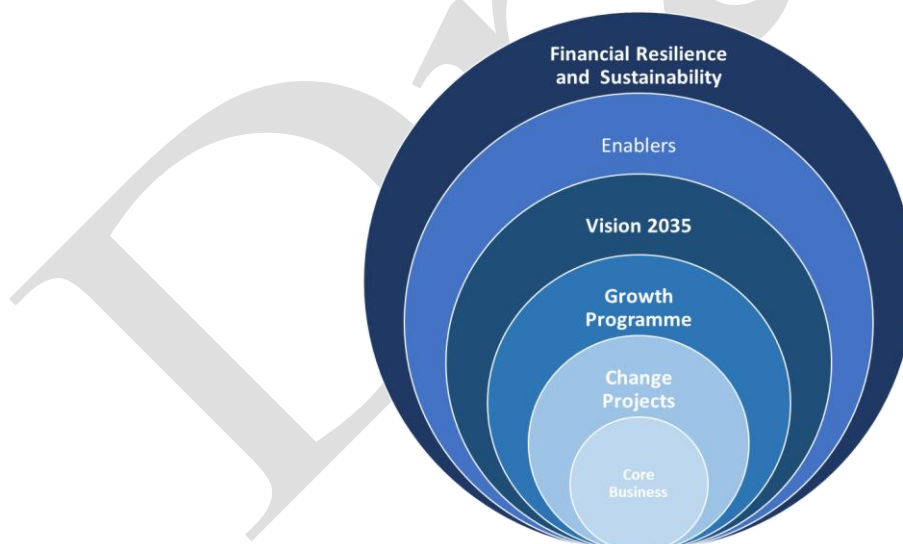 Financial Resilience
and Sustainability
Enablers
Vision 2035
Growth
Programme
Change
Projects
Core
Business